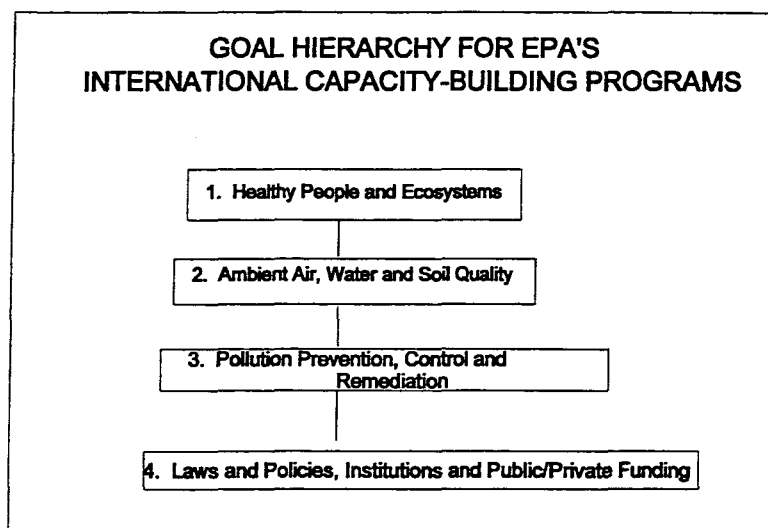 GOAL HIERARCHY FOR EPA'S
INTERNATIONAL CAPACITY-BUILDING PROGRAMS
1. Healthy People and Ecosystems
2. Ambient Air, Water and Soil Quality
3. Pollution Prevention, Control and
Remediation
4. Laws and Policies, Institutions and Public/Private Funding